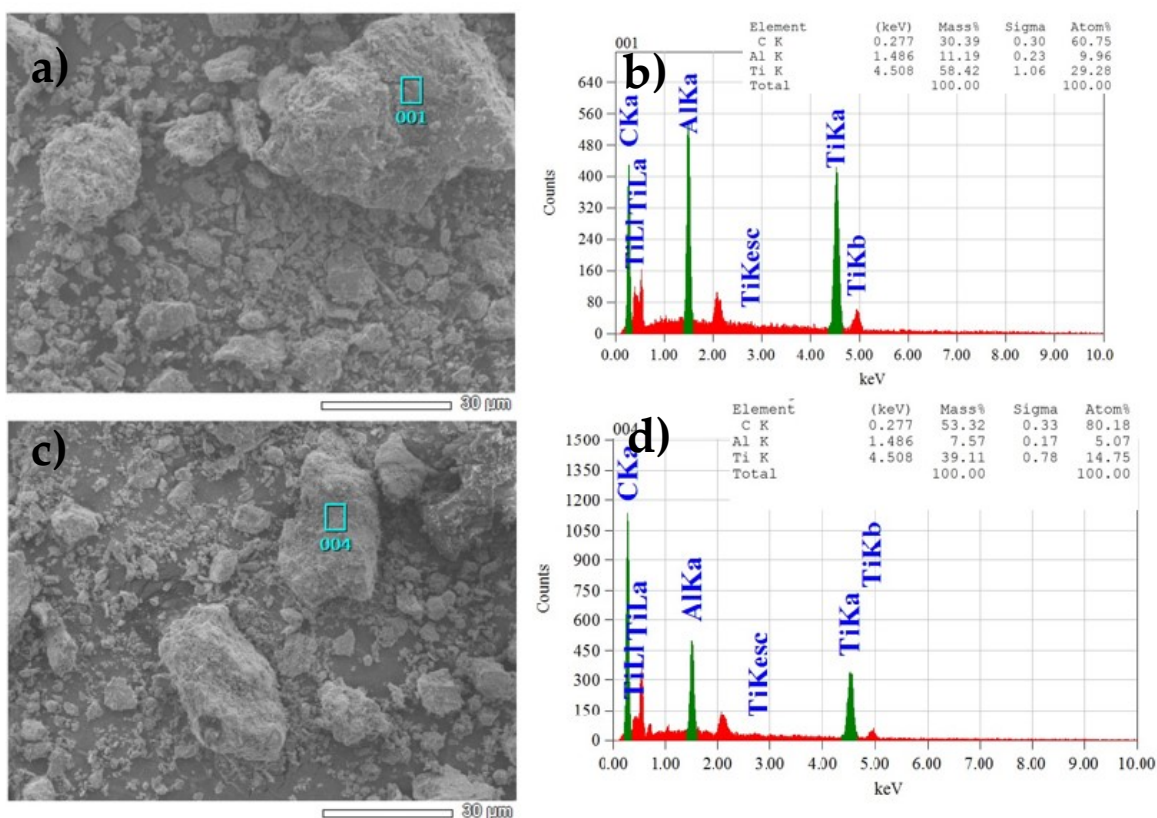 a)
001
30 µm
b)
Element (keV) Mass% Sigma Atom%
C K 0.277 30.39 0.30 60.75
Al K 1.486 11.19 0.23 9.96
Ti K 4.508 58.42 1.06 29.28
Total 100.00 100.00
001
640
560
480
400
320
240
160
80
0
Counts
CKa
TiLl
TiLa
AlKa
TiKesc
TiKa
TiKb
0.00 1.00 2.00 3.00 4.00 5.00 6.00 7.00 8.00 9.00 10.0
keV
c)
004
30 µm
d)
Element (keV) Mass% Sigma Atom%
C K 0.277 53.32 0.33 80.18
Al K 1.486 7.57 0.17 5.07
Ti K 4.508 39.11 0.78 14.75
Total 100.00 100.00
004
1500
1350
1200
1050
900
750
600
450
300
150
0
Counts
CKa
TiLl
TiLa
AlKa
TiKesc
TiKa
TiKb
0.00 1.00 2.00 3.00 4.00 5.00 6.00 7.00 8.00 9.00 10.00
keV